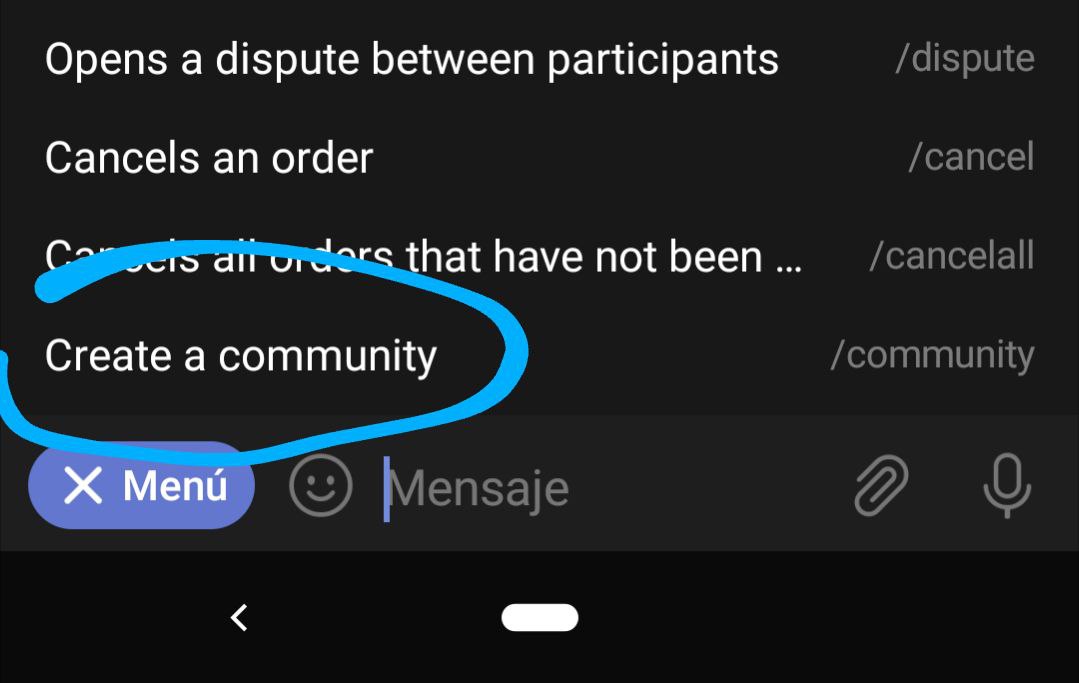 Opens a dispute between participants /dispute
Cancels an order /cancel
Cancels all orders that have not been ... /cancelall
Create a community /community
Menú Mensaje